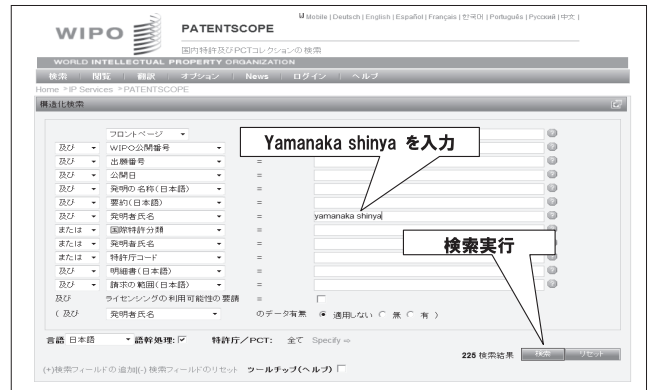 Mobile | Deutsch | English | Español | Français | 한국어 | Português | Русский | 中文 |
WIPO
PATENTSCOPE
国内特許及びPCTコレクションの検索
WORLD INTELLECTUAL PROPERTY ORGANIZATION
検索 閲覧 翻訳 オプション News ログイン ヘルプ
Home >IP Services >PATENTSCOPE
構造化検索
フロントページ
Yamanaka shinya を入力
及び WIPO公開番号
及び 出願番号 =
及び 公開日 =
及び 発明の名称(日本語) =
及び 要約(日本語) =
及び 発明者氏名 = yamanaka shinya
または 国際特許分類 =
または 発明者氏名 =
検索実行
または 特許庁コード =
及び 明細書(日本語) =
及び 請求の範囲(日本語) =
及び ライセンシングの利用可能性の要請 =
( 及び 発明者氏名 のデータ有無 適用しない 無 有 )
言語 日本語 語幹処理: 特許庁/PCT: 全て Specify ⇨
225 検索結果 検索 リセット
(+)検索フィールドの追加|(-) 検索フィールドのリセット ツールチップ(ヘルプ)